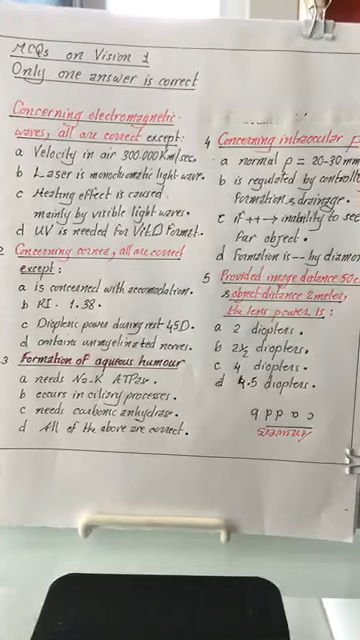 MCQs on Vision 1
Only one answer is correct
Concerning electromagnetic
waves, all are correct except:
a Velocity in air 300.000 Km/sec.
b Laser is monochromatic light wave.
c Heating effect is caused
mainly by visible light waves.
d UV is needed for Vit D format.
2 Concerning cornea, all are correct
except:
a is concerned with accomodation.
b RI. 1.38.
c Dioptric power during rest 45D.
d contains unmyelinated nerves.
3 Formation of aqueous humour
a needs Na-K ATPase.
b occurs in ciliary processes.
c needs carbonic anhydrase.
d All of the above are correct.
4 Concerning intraocular p
a normal p = 20-30 mm
b is regulated by controlli
formation & drainage.
c if ++ → inability to see
far object.
d Formation is -- by diamo
5 Provided image distance 50 c
& object distance 2 meter,
the lens power is:
a 2 diopters.
b 2½ diopters.
c 4 diopters.
d 4.5 diopters.
c a d d b
Answers